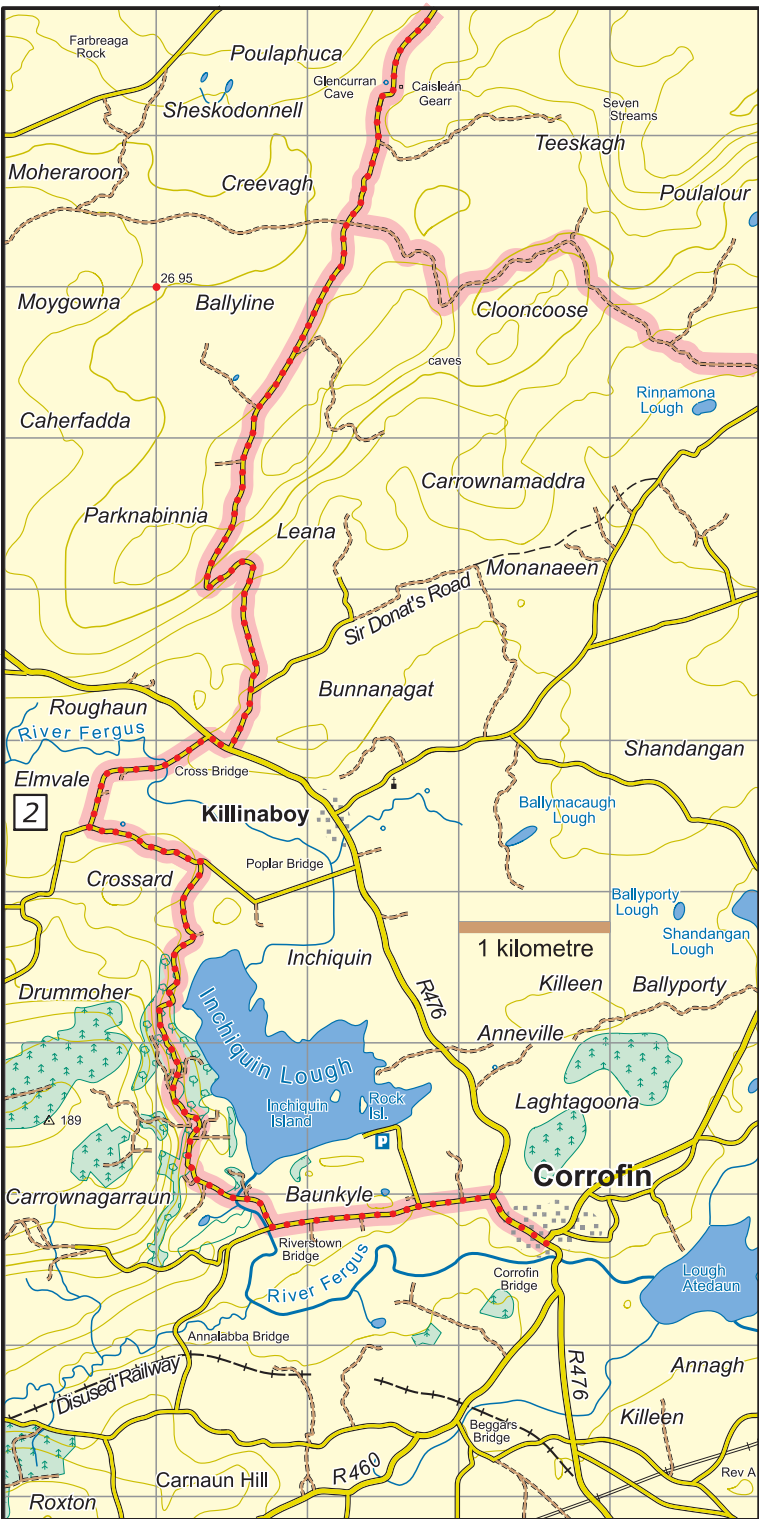 Farbreaga
Rock
Poulaphuca
Glencurran
Cave
Caisleán
Gearr
Sheskodonnell
Seven
Streams
Teeskagh
Moheraroon
Creevagh
Poulalour
26 95
Moygowna
Ballyline
Clooncoose
caves
Rinnamona
Lough
Caherfadda
Carrownamaddra
Parknabinnia
Leana
Monanaeen
Sir Donat's Road
Bunnanagat
Roughaun
River Fergus
Shandangan
Cross Bridge
Elmvale
2
Killinaboy
Ballymacaugh
Lough
Poplar Bridge
Crossard
Ballyporty
Lough
Shandangan
Lough
1 kilometre
Inchiquin
Drummoher
R476
Killeen
Ballyporty
Anneville
Inchiquin Lough
Inchiquin
Island
Rock
Isl.
Laghtagoona
189
P
Corrofin
Carrownagarraun
Baunkyle
Riverstown
Bridge
River Fergus
Corrofin
Bridge
Lough
Atedaun
Annalabba Bridge
Disused Railway
R476
Annagh
Killeen
Beggars
Bridge
R460
Carnaun Hill
Rev A
Roxton